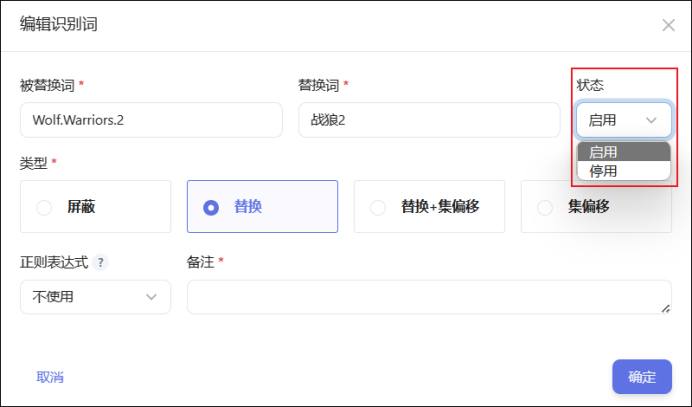 编辑识别词
被替换词 * 替换词 * 状态
Wolf.Warriors.2 战狼2 启用
启用
停用
类型 *
屏蔽 替换 替换+集偏移 集偏移
正则表达式 ? 备注 *
不使用
取消 确定